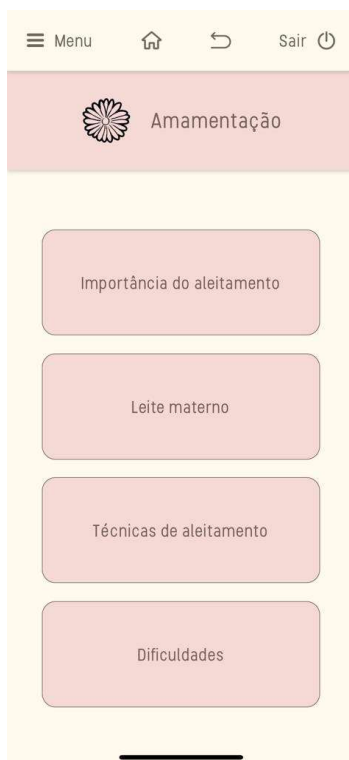 Menu Sair
Amamentação
Importância do aleitamento
Leite materno
Técnicas de aleitamento
Dificuldades